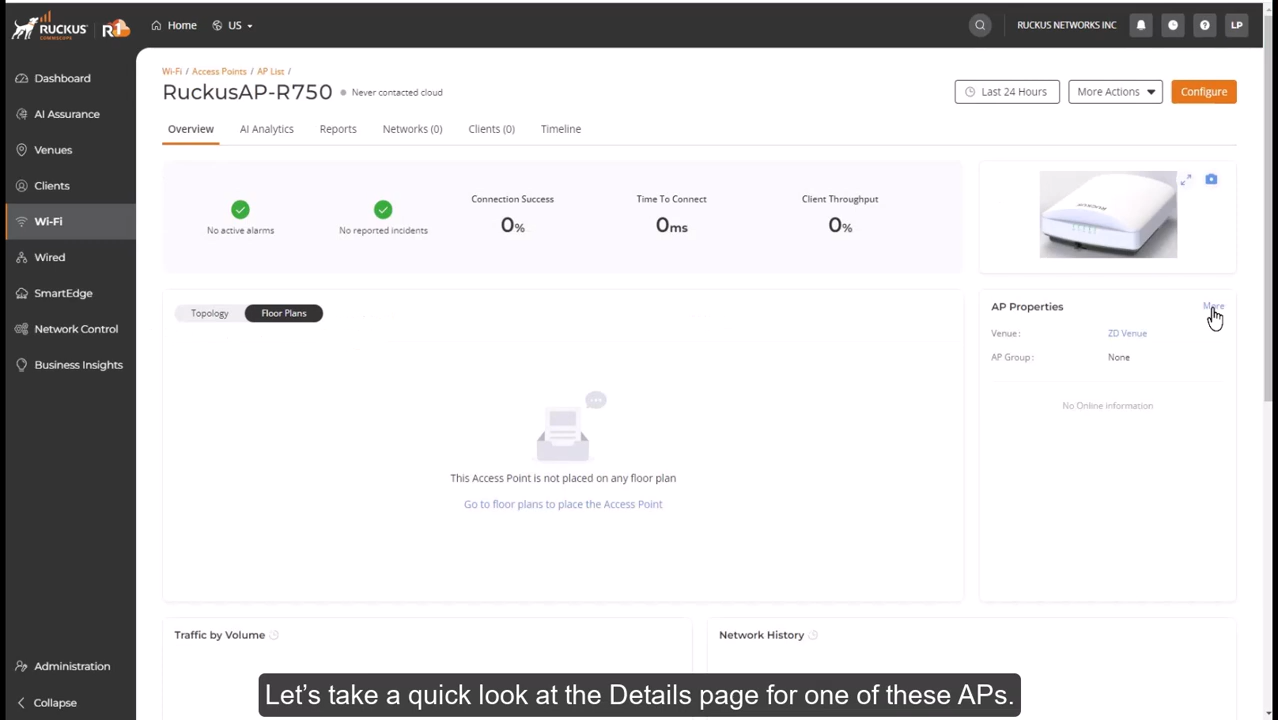 RUCKUS
COMMSCOPE
R1
Home
US
RUCKUS NETWORKS INC
LP
Dashboard
AI Assurance
Venues
Clients
Wi-Fi
Wired
SmartEdge
Network Control
Business Insights
Administration
Collapse
Wi-Fi / Access Points / AP List /
RuckusAP-R750 Never contacted cloud
Last 24 Hours
More Actions
Configure
Overview
AI Analytics
Reports
Networks (0)
Clients (0)
Timeline
No active alarms
No reported incidents
Connection Success
0%
Time To Connect
0ms
Client Throughput
0%
RUCKUS
Topology
Floor Plans
This Access Point is not placed on any floor plan
Go to floor plans to place the Access Point
AP Properties
More
Venue: ZD Venue
AP Group: None
No Online information
Traffic by Volume
Network History
Let's take a quick look at the Details page for one of these APs.